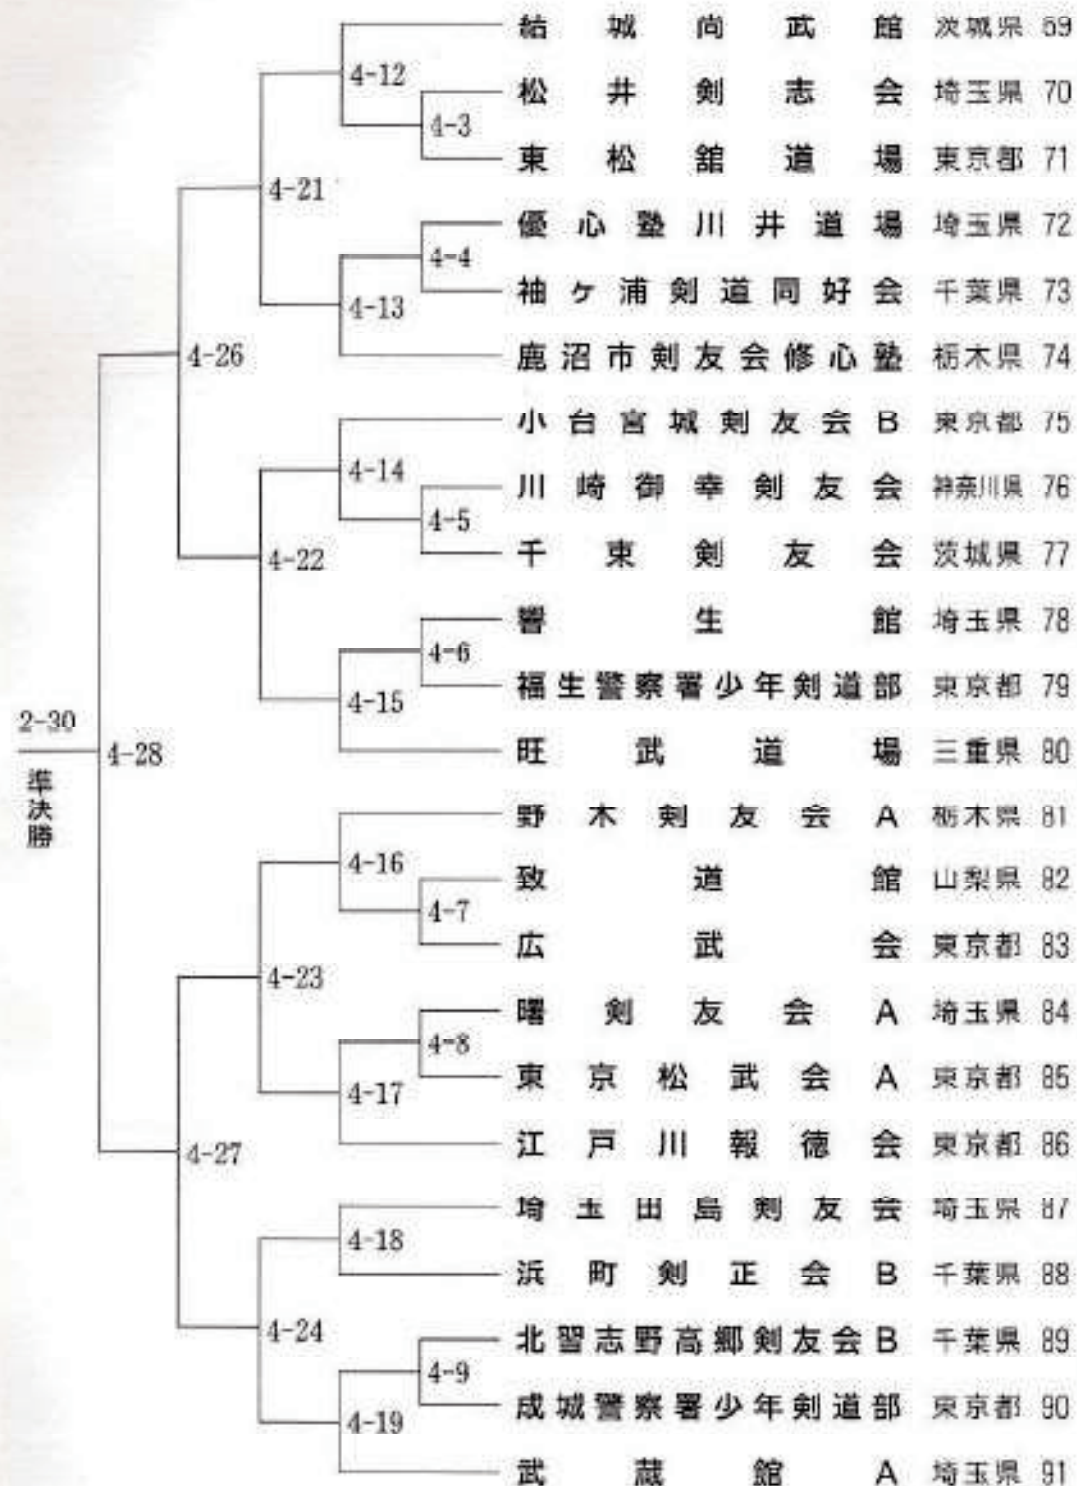 結城尚武館 茨城県 69
4-12
松井剣志会 埼玉県 70
4-3
東松舘道場 東京都 71
4-21
優心塾川井道場 埼玉県 72
4-4
袖ヶ浦剣道同好会 千葉県 73
4-13
鹿沼市剣友会修心塾 栃木県 74
4-26
小台宮城剣友会B 東京都 75
4-14
川崎御幸剣友会 神奈川県 76
4-5
千束剣友会 茨城県 77
4-22
響生館 埼玉県 78
4-6
福生警察署少年剣道部 東京都 79
4-15
旺武道場 三重県 80
2-30
4-28
準決勝
野木剣友会A 栃木県 81
4-16
致道館 山梨県 82
4-7
広武会 東京都 83
4-23
曙剣友会A 埼玉県 84
4-8
東京松武会A 東京都 85
4-17
江戸川報徳会 東京都 86
4-27
埼玉田島剣友会 埼玉県 87
4-18
浜町剣正会B 千葉県 88
4-24
北習志野高郷剣友会B 千葉県 89
4-9
成城警察署少年剣道部 東京都 90
4-19
武蔵館A 埼玉県 91